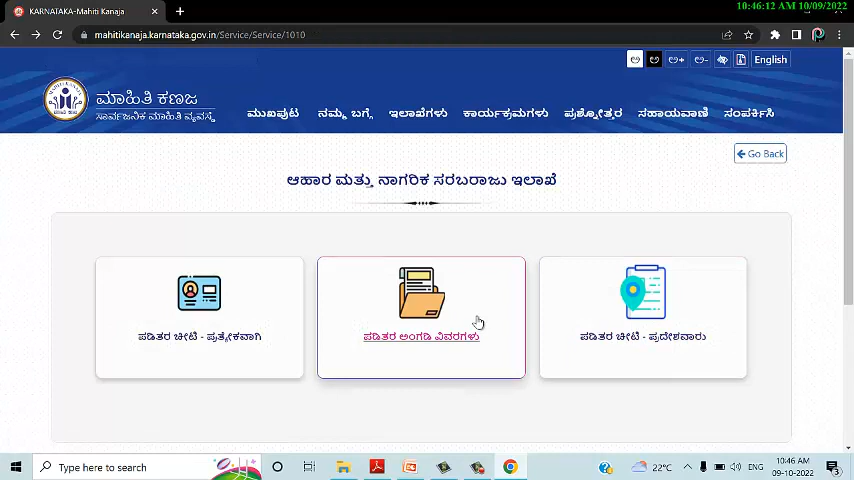 10:46:12 AM 10/09/2022
KARNATAKA-Mahiti Kanaja
mahitikanaja.karnataka.gov.in/Service/Service/1010
ಅ ಅ ಅ+ ಅ- English
ಮಾಹಿತಿ ಕಣಜ
ಸಾರ್ವಜನಿಕ ಮಾಹಿತಿ ವ್ಯವಸ್ಥೆ
ಮುಖಪುಟ ನಮ್ಮ ಬಗ್ಗೆ ಇಲಾಖೆಗಳು ಕಾರ್ಯಕ್ರಮಗಳು ಪ್ರಶ್ನೋತ್ತರ ಸಹಾಯವಾಣಿ ಸಂಪರ್ಕಿಸಿ
Go Back
ಆಹಾರ ಮತ್ತು ನಾಗರಿಕ ಸರಬರಾಜು ಇಲಾಖೆ
ಪಡಿತರ ಚೀಟಿ - ಪ್ರತ್ಯೇಕವಾಗಿ
ಪಡಿತರ ಅಂಗಡಿ ವಿವರಗಳು
ಪಡಿತರ ಚೀಟಿ - ಪ್ರದೇಶವಾರು
Type here to search
22°C
ENG
10:46 AM
09-10-2022
3